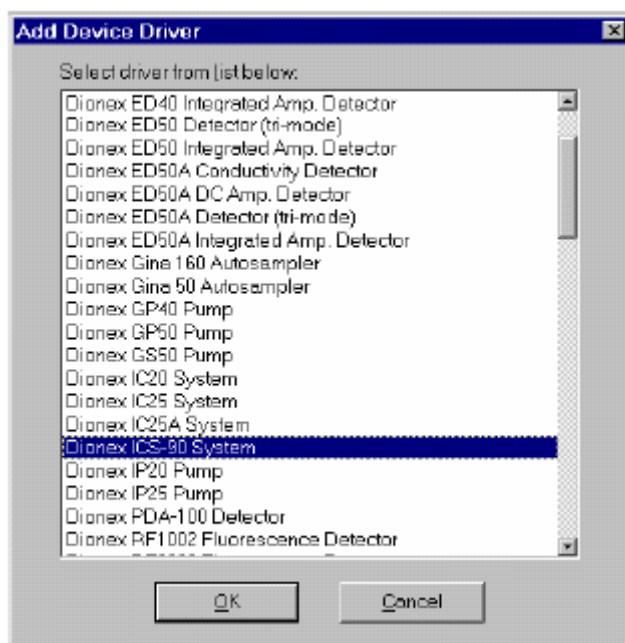 Add Device Driver
Select driver from list below:
Dionex ED40 Integrated Amp. Detector
Dionex ED50 Detector (tri-mode)
Dionex ED50 Integrated Amp. Detector
Dionex ED50A Conductivity Detector
Dionex ED50A DC Amp. Detector
Dionex ED50A Detector (tri-mode)
Dionex ED50A Integrated Amp. Detector
Dionex Gina 160 Autosampler
Dionex Gina 50 Autosampler
Dionex GP40 Pump
Dionex GP50 Pump
Dionex GS50 Pump
Dionex IC20 System
Dionex IC25 System
Dionex IC25A System
Dionex ICS-90 System
Dionex IP20 Pump
Dionex IP25 Pump
Dionex PDA-100 Detector
Dionex RF1002 Fluorescence Detector
OK
Cancel